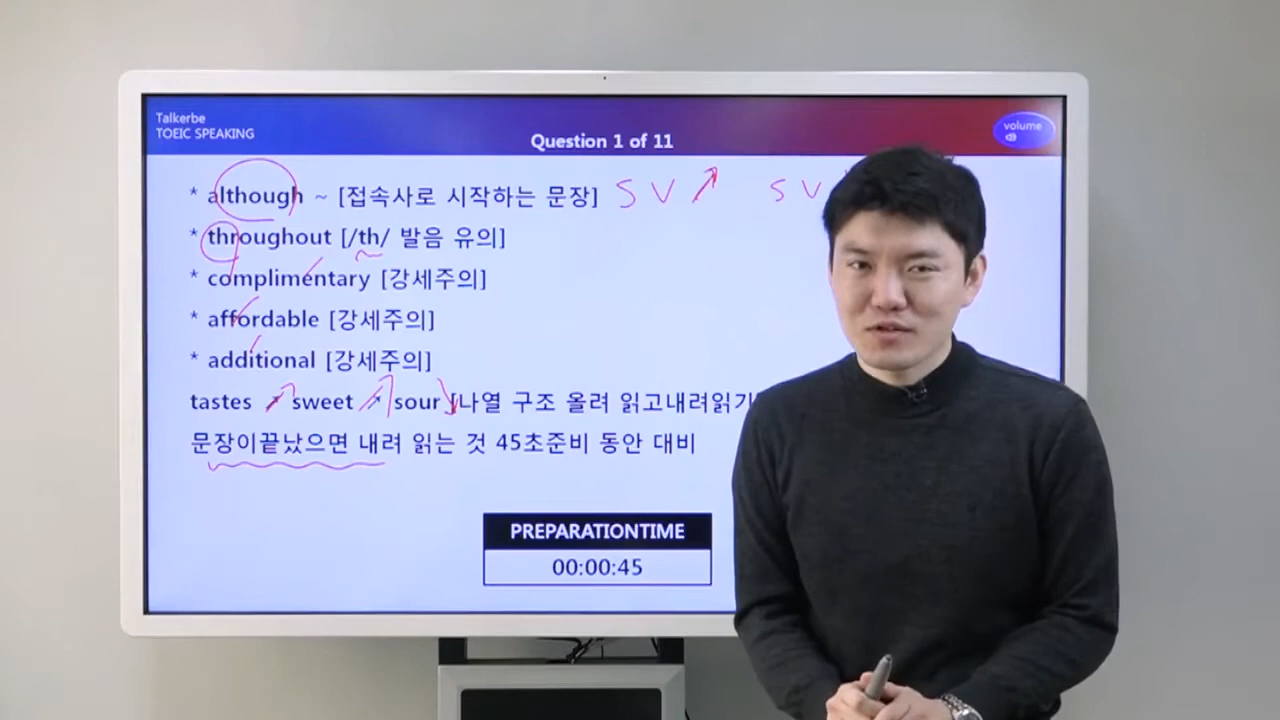 Talkerbe
TOEIC SPEAKING
Question 1 of 11
volume
* although ~ [접속사로 시작하는 문장] S V ↗ S V
* throughout [/th/ 발음 유의]
* complimentary [강세주의]
* affordable [강세주의]
* additional [강세주의]
tastes ↗ sweet ↗ sour [나열 구조 올려 읽고내려읽기
문장이끝났으면 내려 읽는 것 45초준비 동안 대비
PREPARATIONTIME
00:00:45